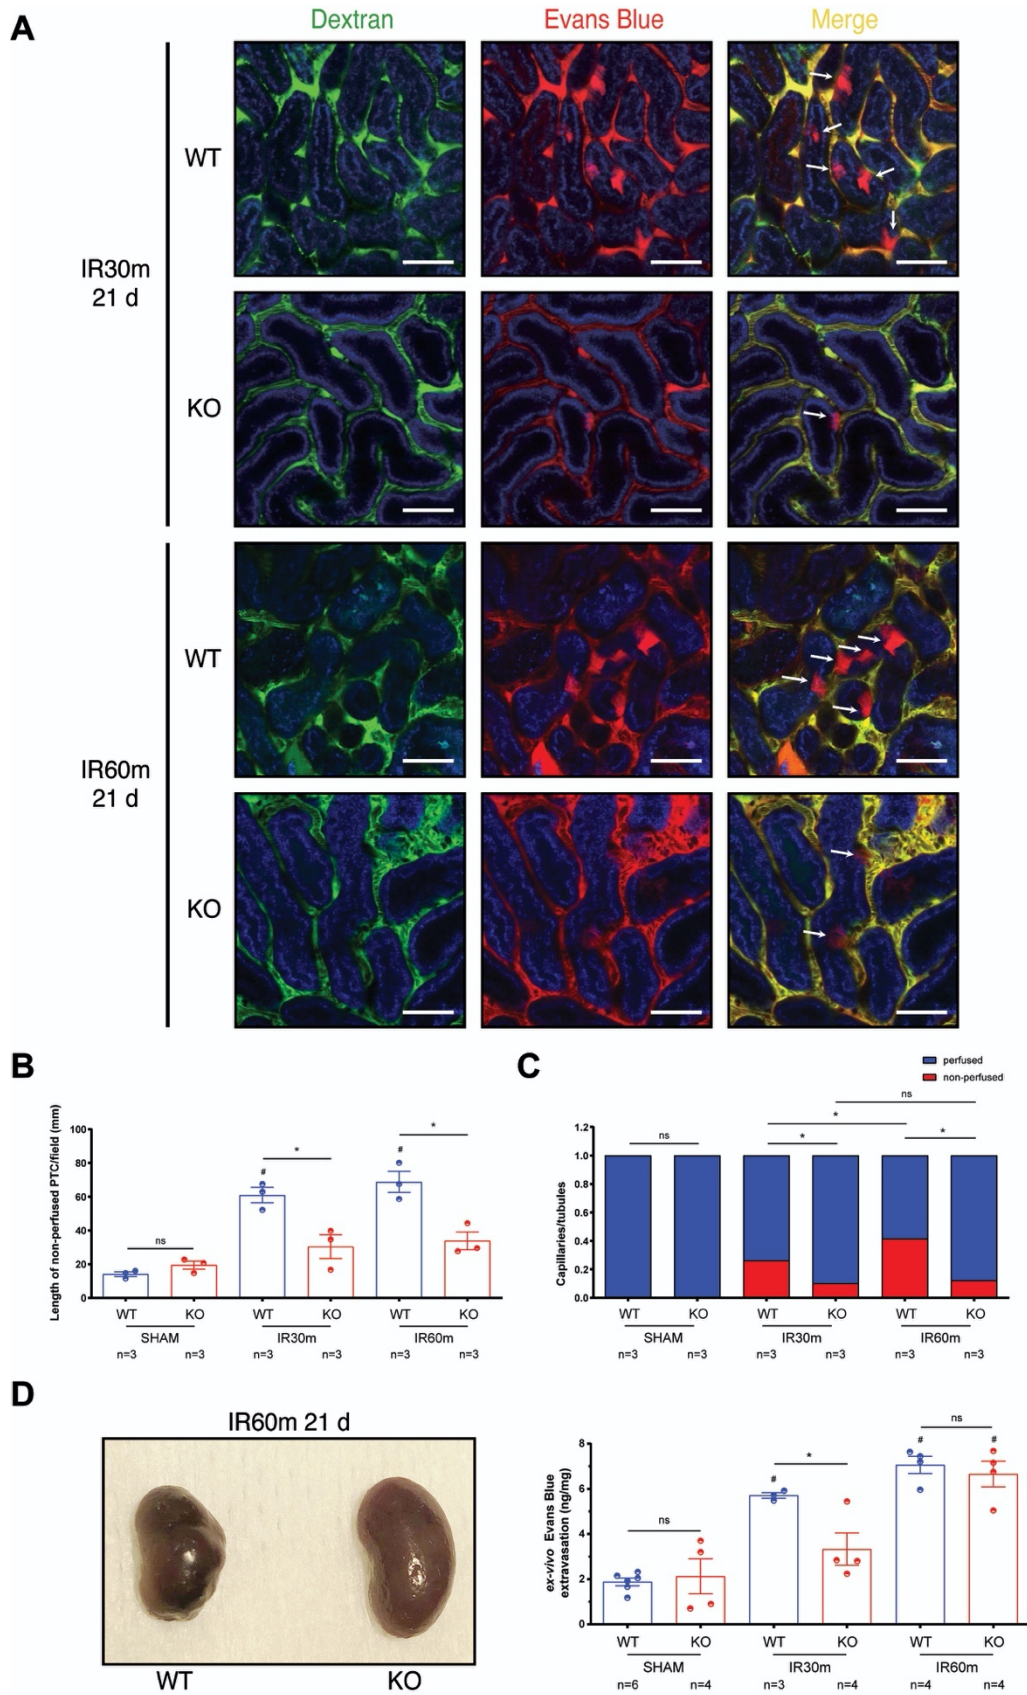 A
Dextran Evans Blue Merge
WT
IR30m
21 d
KO
WT
IR60m
21 d
KO
B
Length of non-perfused PTC/field (mm)
100
80
60
40
20
0
ns
#
*
#
*
WT KO WT KO WT KO
SHAM IR30m IR60m
n=3 n=3 n=3 n=3 n=3 n=3
C
perfused
non-perfused
Capillaries/tubules
1.2
1.0
0.8
0.6
0.4
0.2
0.0
ns
ns
*
*
*
WT KO WT KO WT KO
SHAM IR30m IR60m
n=3 n=3 n=3 n=3 n=3 n=3
D
IR60m 21 d
WT KO
ex-vivo Evans Blue
extravasation (ng/mg)
8
6
4
2
0
ns
#
*
#
ns
#
WT KO WT KO WT KO
SHAM IR30m IR60m
n=6 n=4 n=3 n=4 n=4 n=4